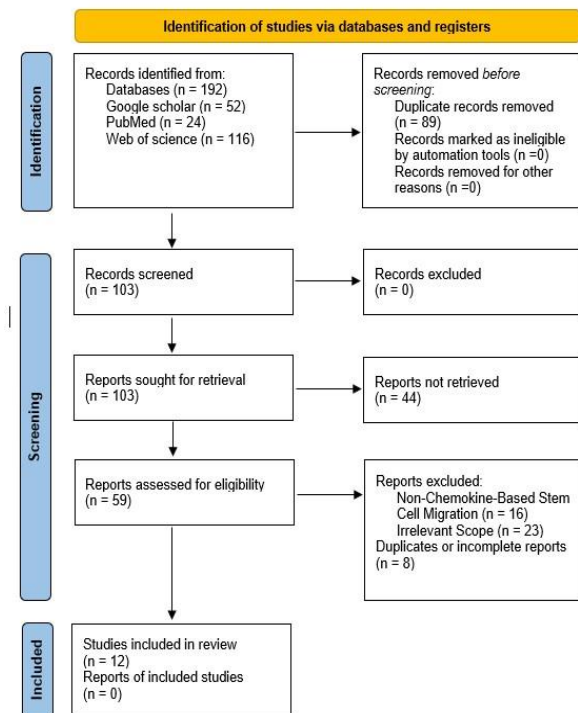 Identification of studies via databases and registers
Identification
Records identified from:
Databases (n = 192)
Google scholar (n = 52)
PubMed (n = 24)
Web of science (n = 116)
Records removed before
screening:
Duplicate records removed
(n = 89)
Records marked as ineligible
by automation tools (n =0)
Records removed for other
reasons (n =0)
Screening
Records screened
(n = 103)
Records excluded
(n = 0)
Reports sought for retrieval
(n = 103)
Reports not retrieved
(n = 44)
Reports assessed for eligibility
(n = 59)
Reports excluded:
Non-Chemokine-Based Stem
Cell Migration (n = 16)
Irrelevant Scope (n = 23)
Duplicates or incomplete reports
(n = 8)
Included
Studies included in review
(n = 12)
Reports of included studies
(n = 0)